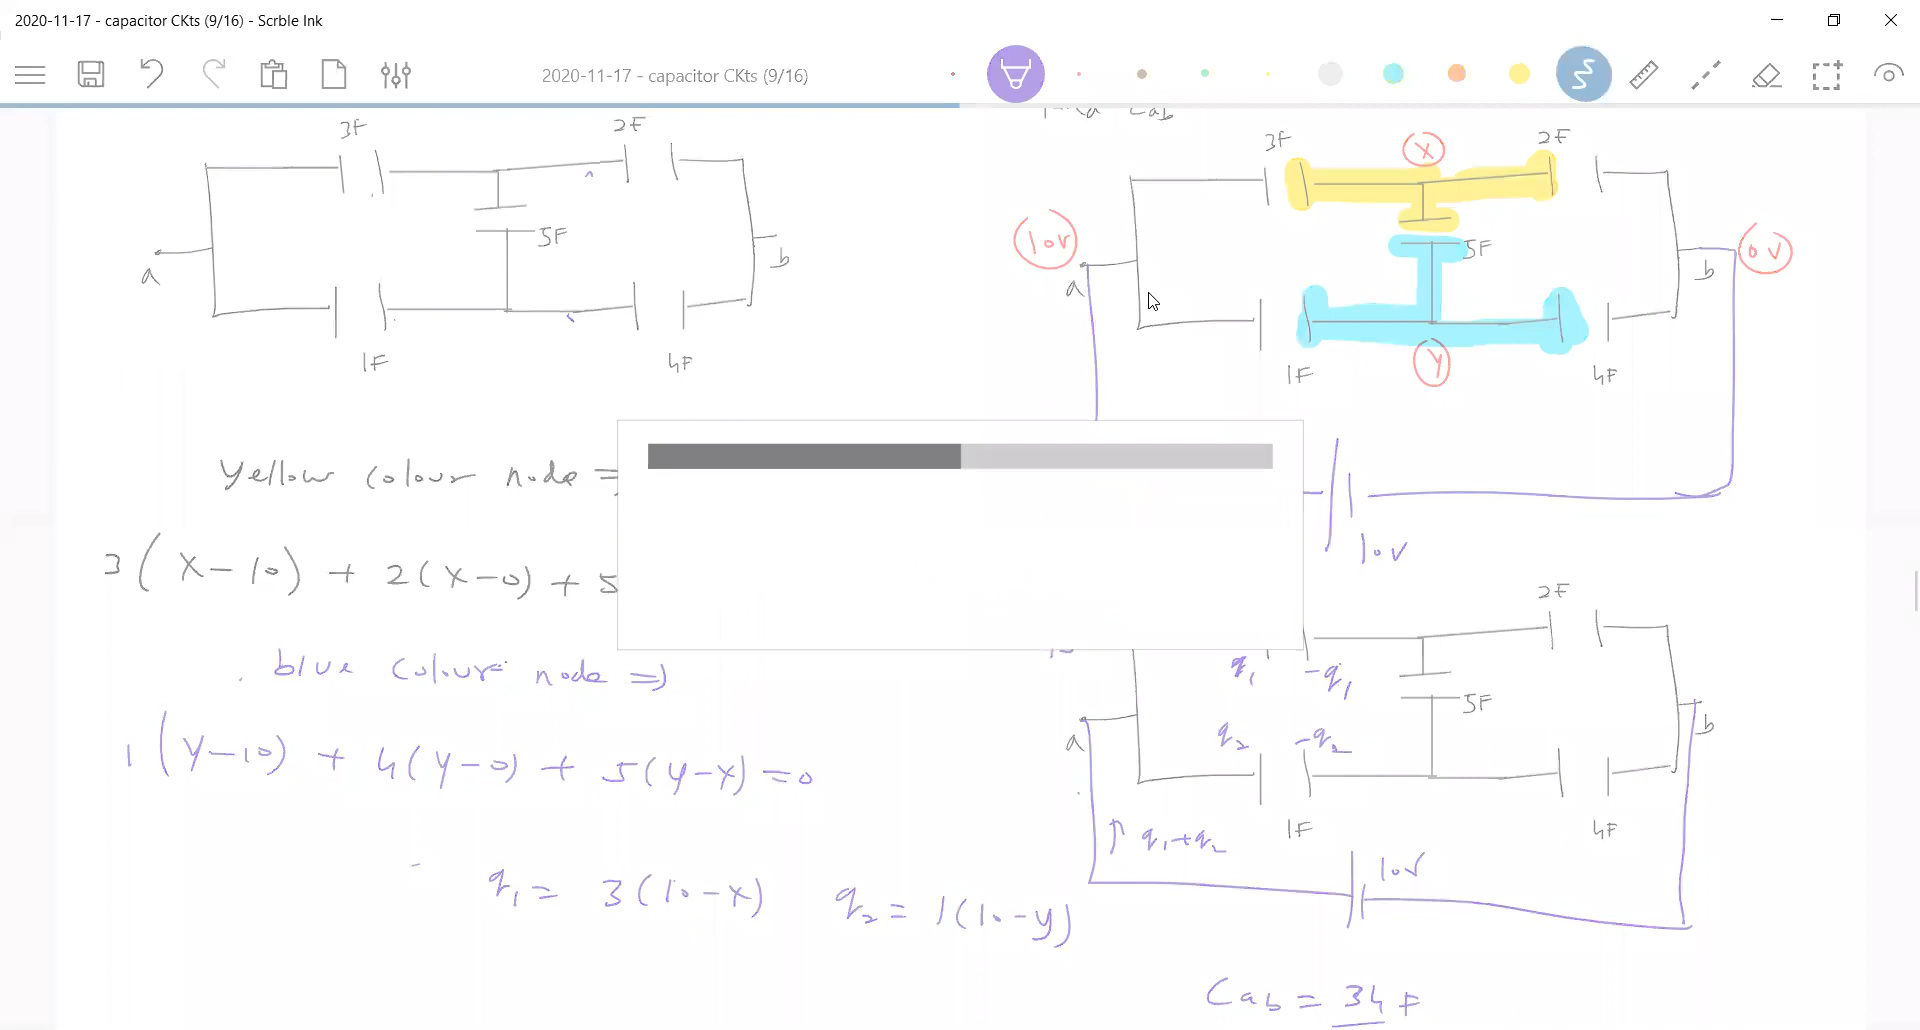 2020-11-17 - capacitor CKts (9/16) - Scrble Ink
2020-11-17 - capacitor CKts (9/16)
Cab
3F 2F
5F
a b
1F 4F
3F X 2F
10V 5F 0V
a b
1F Y 4F
10V
Yellow colour node =>
3(x-10) + 2(x-0) + 5
blue colour node =>
1(y-10) + 4(y-0) + 5(y-x) = 0
q1 = 3(10-x) q2 = 1(10-y)
2F
q1 -q1
5F
q2 -q2
a b
1F 4F
↑ q1+q2
10V
Cab = 34 F